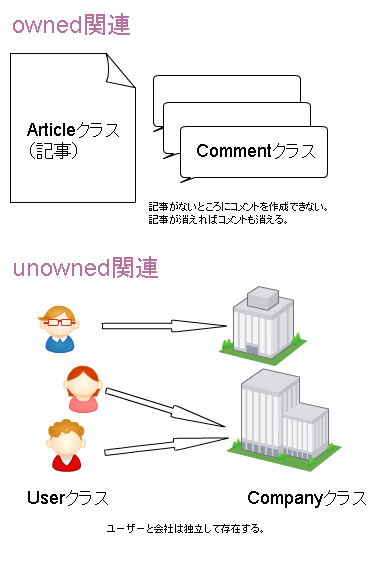 owned関連
Articleクラス
(記事)
Commentクラス
記事がないところにコメントを作成できない。
記事が消えればコメントも消える。
unowned関連
Userクラス
Companyクラス
ユーザーと会社は独立して存在する。